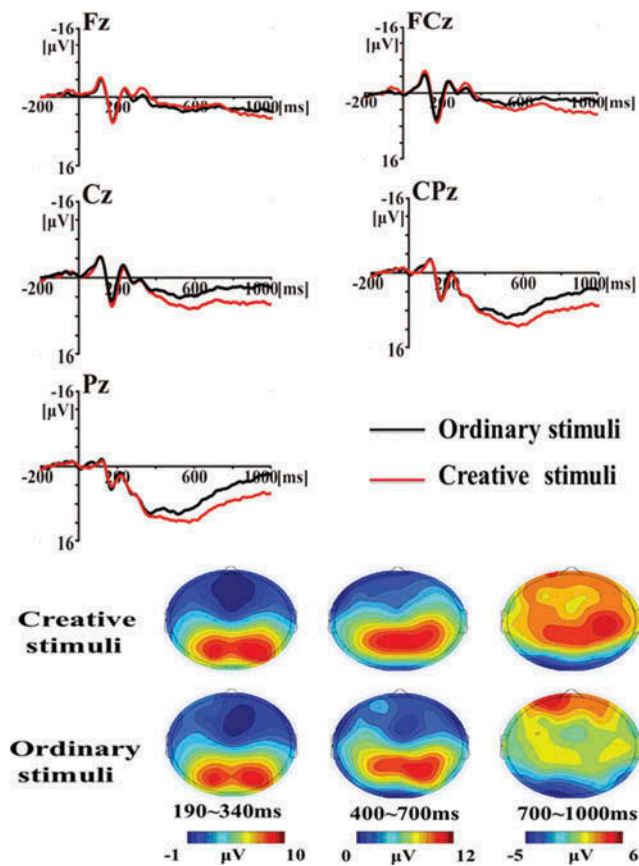 Fz
-16
[µV]
-200
200
600
1000[ms]
16
FCz
-16
[µV]
-200
200
600
1000[ms]
16
Cz
-16
[µV]
-200
200
600
1000[ms]
16
CPz
-16
[µV]
-200
200
600
1000[ms]
16
Pz
-16
[µV]
-200
200
600
1000[ms]
16
Ordinary stimuli
Creative stimuli
Creative
stimuli
Ordinary
stimuli
190~340ms
400~700ms
700~1000ms
-1 µV 10
0 µV 12
-5 µV 6